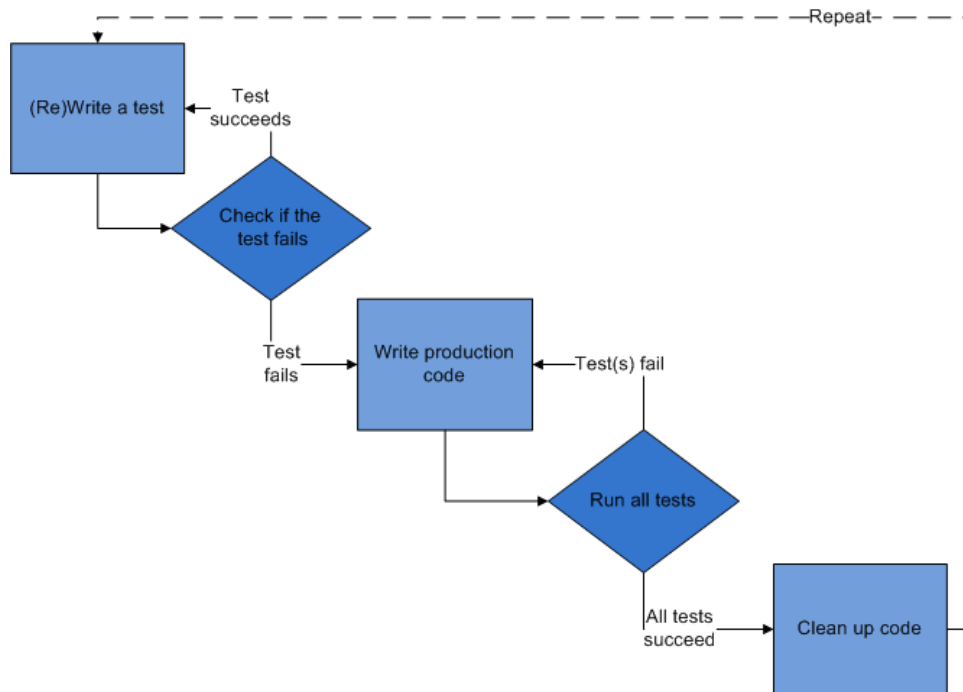 Repeat
(Re)Write a test
Test
succeeds
Check if the
test fails
Test
fails
Write production
code
Test(s) fail
Run all tests
All tests
succeed
Clean up code